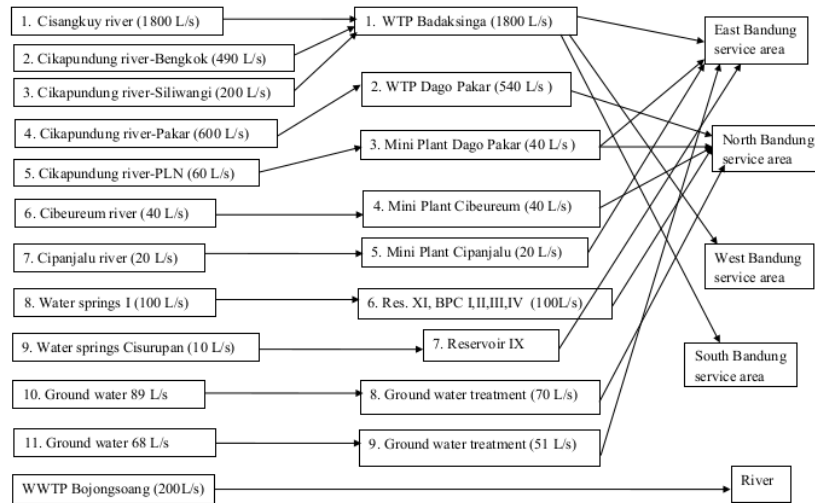 1. Cisangkuy river (1800 L/s)
2. Cikapundung river-Bengkok (490 L/s)
3. Cikapundung river-Siliwangi (200 L/s)
4. Cikapundung river-Pakar (600 L/s)
5. Cikapundung river-PLN (60 L/s)
6. Cibeureum river (40 L/s)
7. Cipanjalu river (20 L/s)
8. Water springs I (100 L/s)
9. Water springs Cisurupan (10 L/s)
10. Ground water 89 L/s
11. Ground water 68 L/s
WWTP Bojongsoang (200L/s)
1. WTP Badaksinga (1800 L/s)
2. WTP Dago Pakar (540 L/s )
3. Mini Plant Dago Pakar (40 L/s )
4. Mini Plant Cibeureum (40 L/s)
5. Mini Plant Cipanjalu (20 L/s)
6. Res. XI, BPC I,II,III,IV (100L/s)
7. Reservoir IX
8. Ground water treatment (70 L/s)
9. Ground water treatment (51 L/s)
East Bandung
service area
North Bandung
service area
West Bandung
service area
South Bandung
service area
River